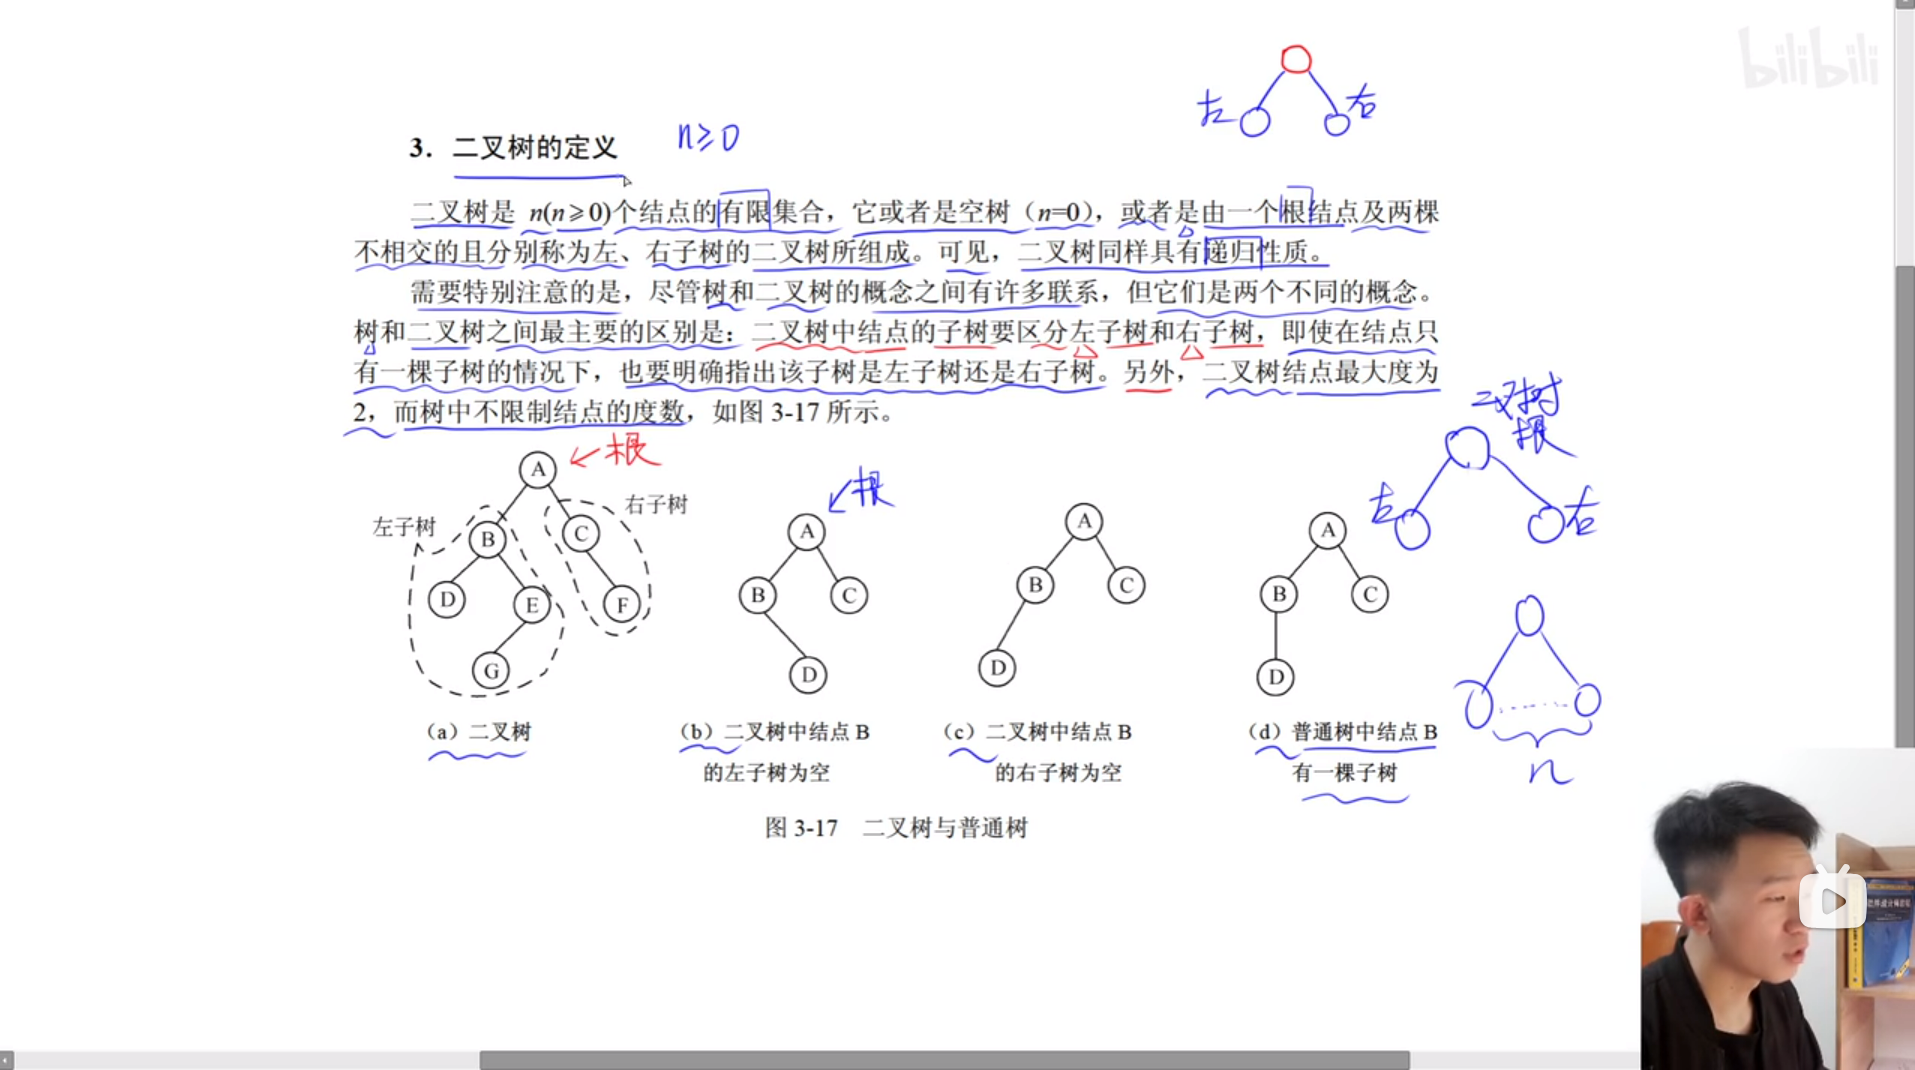 bilibili
左 右
3．二叉树的定义 n≥0
二叉树是 n(n≥0)个结点的有限集合，它或者是空树（n=0），或者是由一个根结点及两棵
不相交的且分别称为左、右子树的二叉树所组成。可见，二叉树同样具有递归性质。
需要特别注意的是，尽管树和二叉树的概念之间有许多联系，但它们是两个不同的概念。
树和二叉树之间最主要的区别是：二叉树中结点的子树要区分左子树和右子树，即使在结点只
有一棵子树的情况下，也要明确指出该子树是左子树还是右子树。另外，二叉树结点最大度为
2，而树中不限制结点的度数，如图 3-17 所示。
二叉树
根
左 右
根
左子树
右子树
A
B C
D E F
G
根
A
B C
D
A
B C
D
A
B C
D
n
（a）二叉树
（b）二叉树中结点 B
的左子树为空
（c）二叉树中结点 B
的右子树为空
（d）普通树中结点 B
有一棵子树
图 3-17 二叉树与普通树